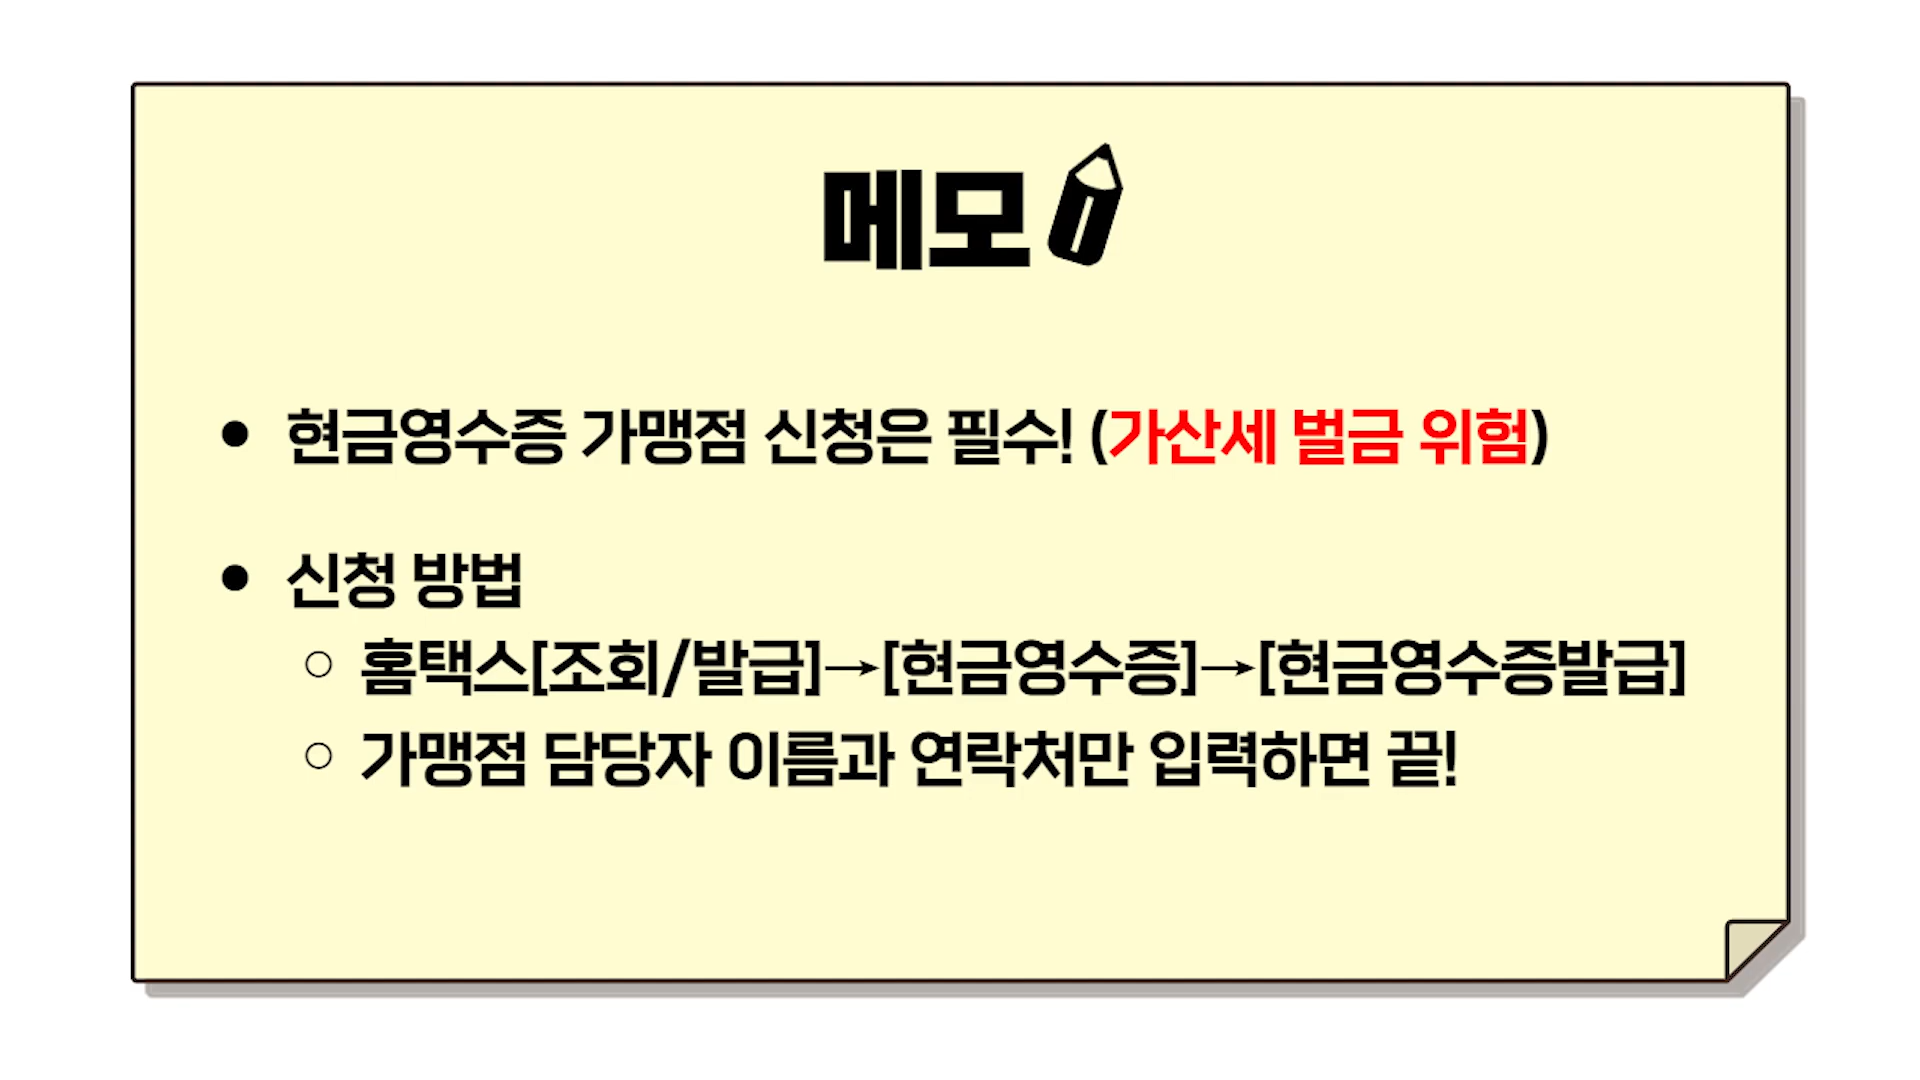 메모
● 현금영수증 가맹점 신청은 필수! (가산세 벌금 위험)
● 신청 방법
○ 홈택스[조회/발급]→[현금영수증]→[현금영수증발급]
○ 가맹점 담당자 이름과 연락처만 입력하면 끝!